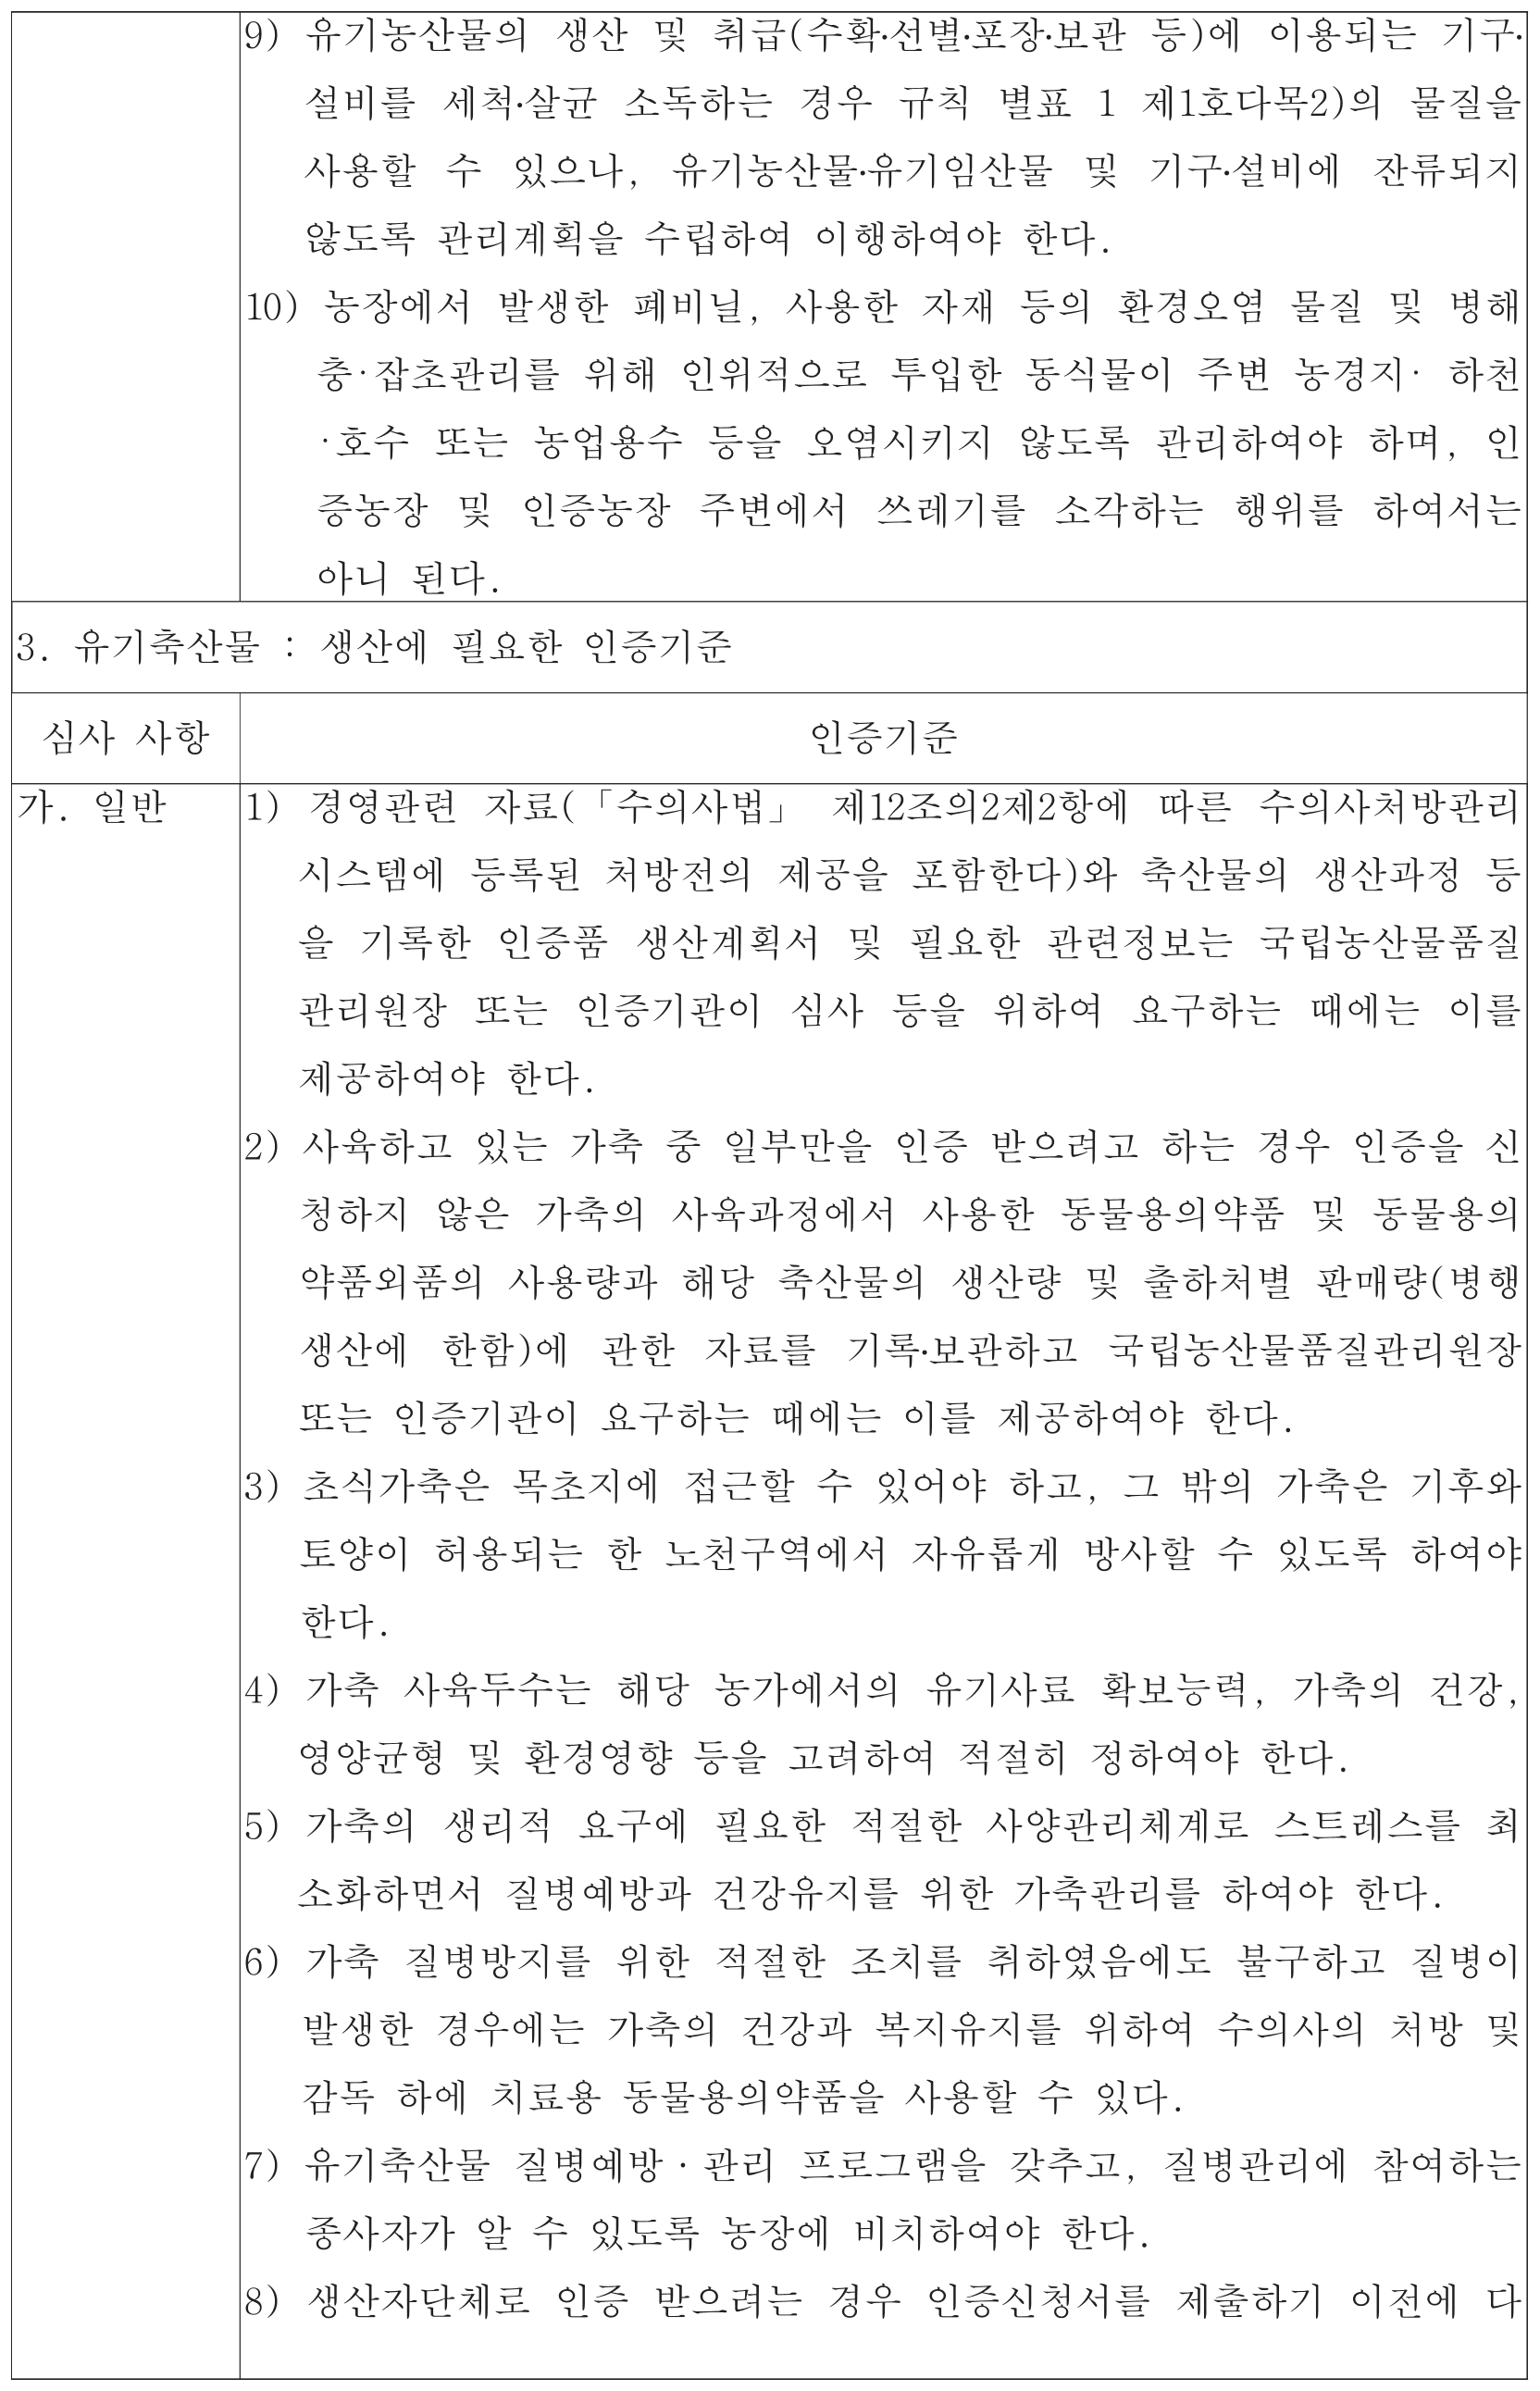 9) 유기농산물의 생산 및 취급(수확·선별·포장·보관 등)에 이용되는 기구·
설비를 세척·살균 소독하는 경우 규칙 별표 1 제1호다목2)의 물질을
사용할 수 있으나, 유기농산물·유기임산물 및 기구·설비에 잔류되지
않도록 관리계획을 수립하여 이행하여야 한다.
10) 농장에서 발생한 폐비닐, 사용한 자재 등의 환경오염 물질 및 병해
충·잡초관리를 위해 인위적으로 투입한 동식물이 주변 농경지· 하천
·호수 또는 농업용수 등을 오염시키지 않도록 관리하여야 하며, 인
증농장 및 인증농장 주변에서 쓰레기를 소각하는 행위를 하여서는
아니 된다.
3. 유기축산물 : 생산에 필요한 인증기준
심사 사항 인증기준
가. 일반 1) 경영관련 자료(「수의사법」 제12조의2제2항에 따른 수의사처방관리
시스템에 등록된 처방전의 제공을 포함한다)와 축산물의 생산과정 등
을 기록한 인증품 생산계획서 및 필요한 관련정보는 국립농산물품질
관리원장 또는 인증기관이 심사 등을 위하여 요구하는 때에는 이를
제공하여야 한다.
2) 사육하고 있는 가축 중 일부만을 인증 받으려고 하는 경우 인증을 신
청하지 않은 가축의 사육과정에서 사용한 동물용의약품 및 동물용의
약품외품의 사용량과 해당 축산물의 생산량 및 출하처별 판매량(병행
생산에 한함)에 관한 자료를 기록·보관하고 국립농산물품질관리원장
또는 인증기관이 요구하는 때에는 이를 제공하여야 한다.
3) 초식가축은 목초지에 접근할 수 있어야 하고, 그 밖의 가축은 기후와
토양이 허용되는 한 노천구역에서 자유롭게 방사할 수 있도록 하여야
한다.
4) 가축 사육두수는 해당 농가에서의 유기사료 확보능력, 가축의 건강,
영양균형 및 환경영향 등을 고려하여 적절히 정하여야 한다.
5) 가축의 생리적 요구에 필요한 적절한 사양관리체계로 스트레스를 최
소화하면서 질병예방과 건강유지를 위한 가축관리를 하여야 한다.
6) 가축 질병방지를 위한 적절한 조치를 취하였음에도 불구하고 질병이
발생한 경우에는 가축의 건강과 복지유지를 위하여 수의사의 처방 및
감독 하에 치료용 동물용의약품을 사용할 수 있다.
7) 유기축산물 질병예방·관리 프로그램을 갖추고, 질병관리에 참여하는
종사자가 알 수 있도록 농장에 비치하여야 한다.
8) 생산자단체로 인증 받으려는 경우 인증신청서를 제출하기 이전에 다